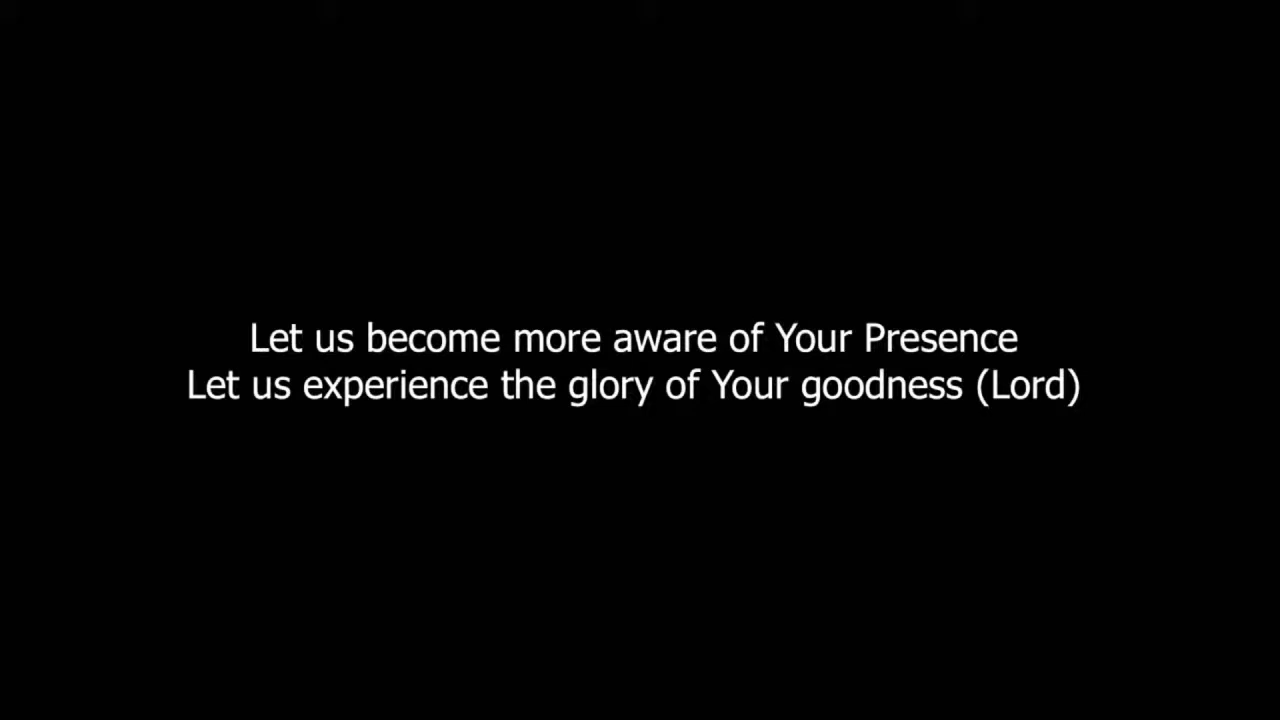 Let us become more aware of Your Presence
Let us experience the glory of Your goodness (Lord)